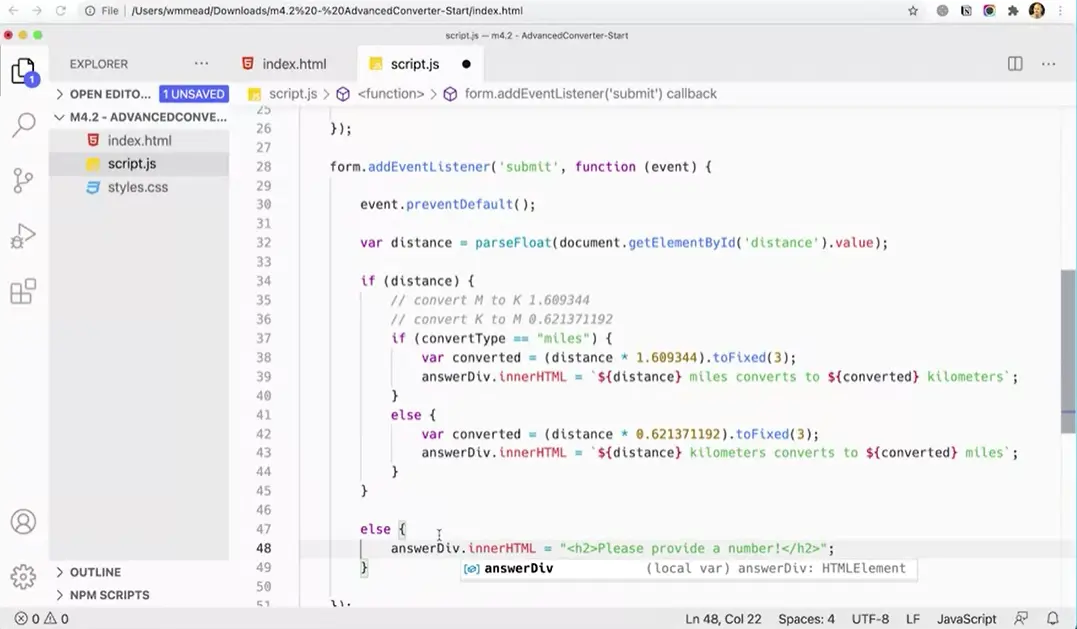 File | /Users/wmmead/Downloads/m4.2%20-%20AdvancedConverter-Start/index.html
script.js — m4.2 - AdvancedConverter-Start
EXPLORER ... index.html script.js ● ...
1
> OPEN EDITO... 1 UNSAVED script.js > <function> > form.addEventListener('submit') callback
M4.2 - ADVANCEDCONVE...
index.html
script.js
styles.css
25
26 });
27
28 form.addEventListener('submit', function (event) {
29
30 event.preventDefault();
31
32 var distance = parseFloat(document.getElementById('distance').value);
33
34 if (distance) {
35 // convert M to K 1.609344
36 // convert K to M 0.621371192
37 if (convertType == "miles") {
38 var converted = (distance * 1.609344).toFixed(3);
39 answerDiv.innerHTML = `${distance} miles converts to ${converted} kilometers`;
40 }
41 else {
42 var converted = (distance * 0.621371192).toFixed(3);
43 answerDiv.innerHTML = `${distance} kilometers converts to ${converted} miles`;
44 }
45 }
46
47 else {
48 answerDiv.innerHTML = "<h2>Please provide a number!</h2>";
49 }
answerDiv (local var) answerDiv: HTMLElement
50
51 });
> OUTLINE
> NPM SCRIPTS
0 0 Ln 48, Col 22 Spaces: 4 UTF-8 LF JavaScript